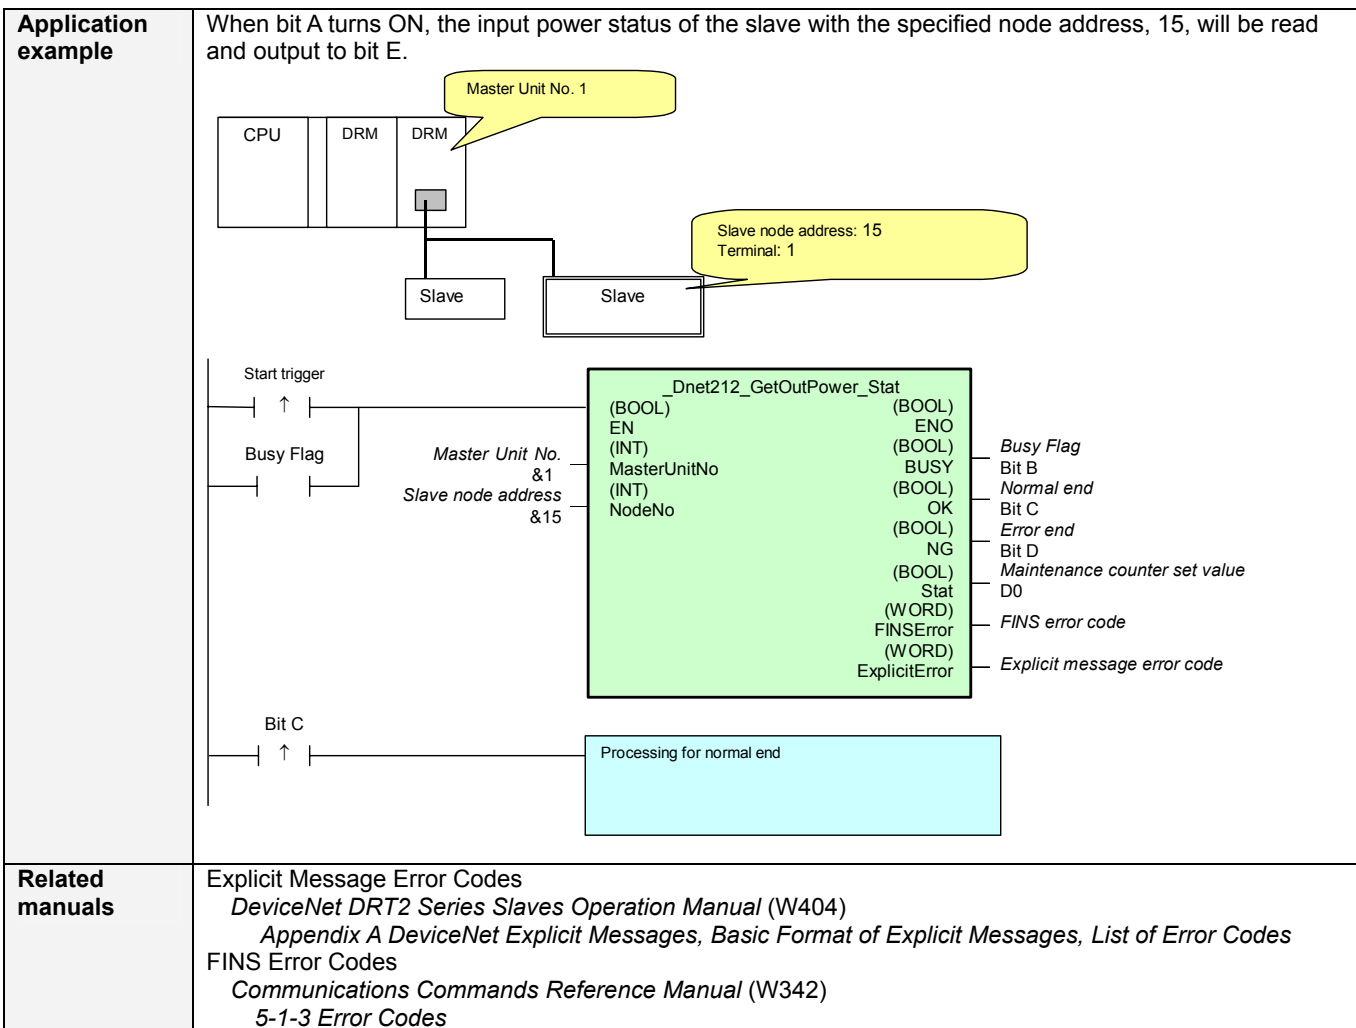 Application example
When bit A turns ON, the input power status of the slave with the specified node address, 15, will be read
and output to bit E.
Master Unit No. 1
CPU
DRM
DRM
Slave node address: 15
Terminal: 1
Slave
Slave
Start trigger
↑
Busy Flag
Master Unit No.
&1
Slave node address
&15
_Dnet212_GetOutPower_Stat
(BOOL)
EN
(INT)
MasterUnitNo
(INT)
NodeNo
(BOOL)
ENO
(BOOL)
BUSY
(BOOL)
OK
(BOOL)
NG
(BOOL)
Stat
(WORD)
FINSError
(WORD)
ExplicitError
Busy Flag
Bit B
Normal end
Bit C
Error end
Bit D
Maintenance counter set value
D0
FINS error code
Explicit message error code
Bit C
↑
Processing for normal end
Related manuals
Explicit Message Error Codes
DeviceNet DRT2 Series Slaves Operation Manual (W404)
Appendix A DeviceNet Explicit Messages, Basic Format of Explicit Messages, List of Error Codes
FINS Error Codes
Communications Commands Reference Manual (W342)
5-1-3 Error Codes